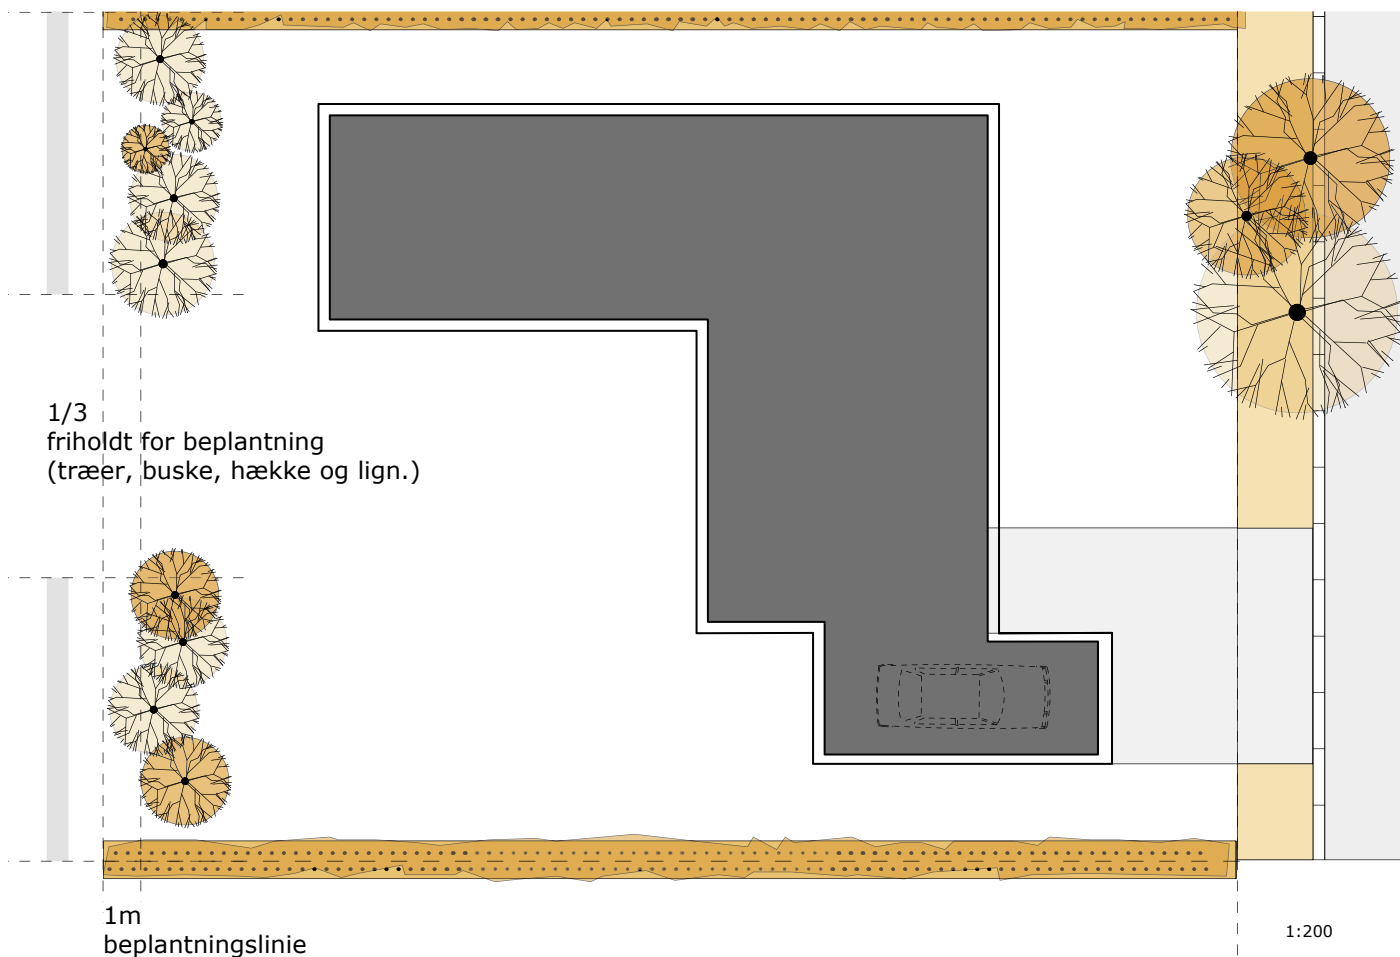 1/3
friholdt for beplantning
(træer, buske, hække og lign.)
1m
beplantningslinie
1:200